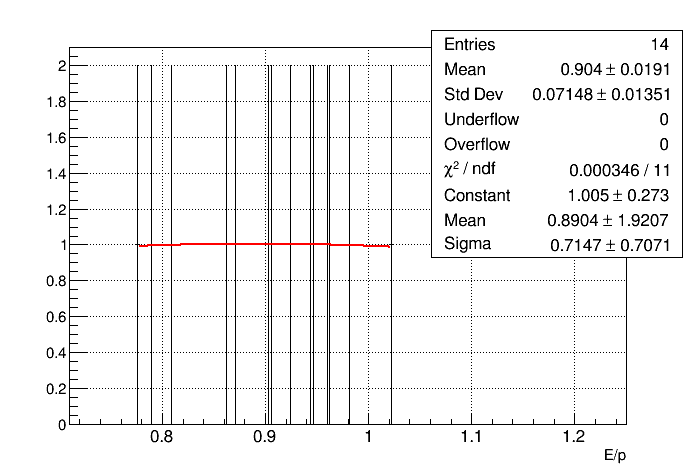 Entries 14
Mean 0.904 ± 0.0191
Std Dev 0.07148 ± 0.01351
Underflow 0
Overflow 0
χ² / ndf 0.000346 / 11
Constant 1.005 ± 0.273
Mean 0.8904 ± 1.9207
Sigma 0.7147 ± 0.7071
2
1.8
1.6
1.4
1.2
1
0.8
0.6
0.4
0.2
0
0.8 0.9 1 1.1 1.2
E/p